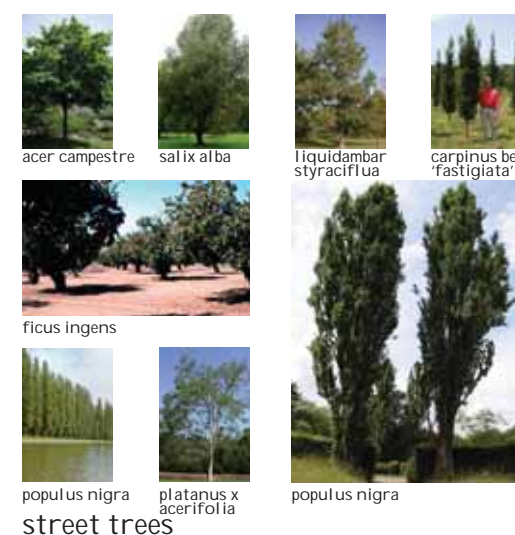 acer campestre
salix alba
liquidambar
styraciflua
carpinus be
'fastigiata'
ficus ingens
populus nigra
platanus x
acerifolia
populus nigra
street trees